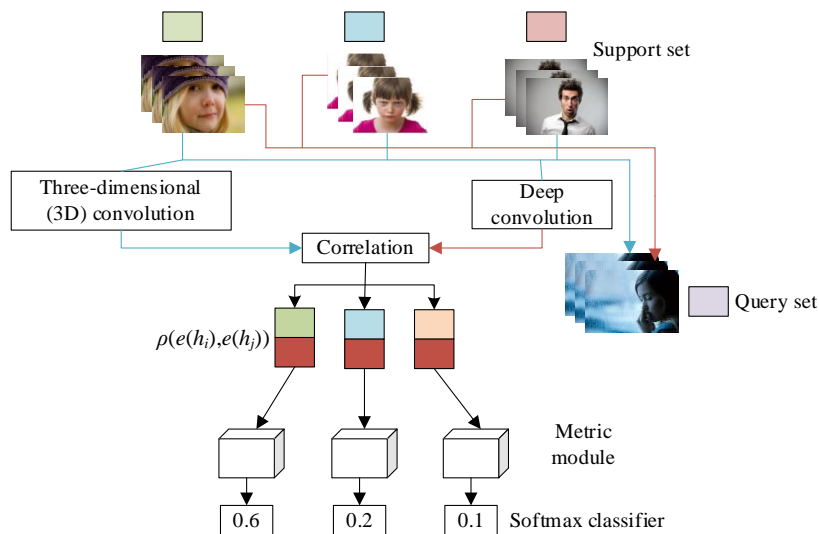 Support set
Three-dimensional
(3D) convolution
Deep
convolution
Correlation
Query set
ρ(e(hᵢ),e(hⱼ))
Metric
module
0.6
0.2
0.1
Softmax classifier